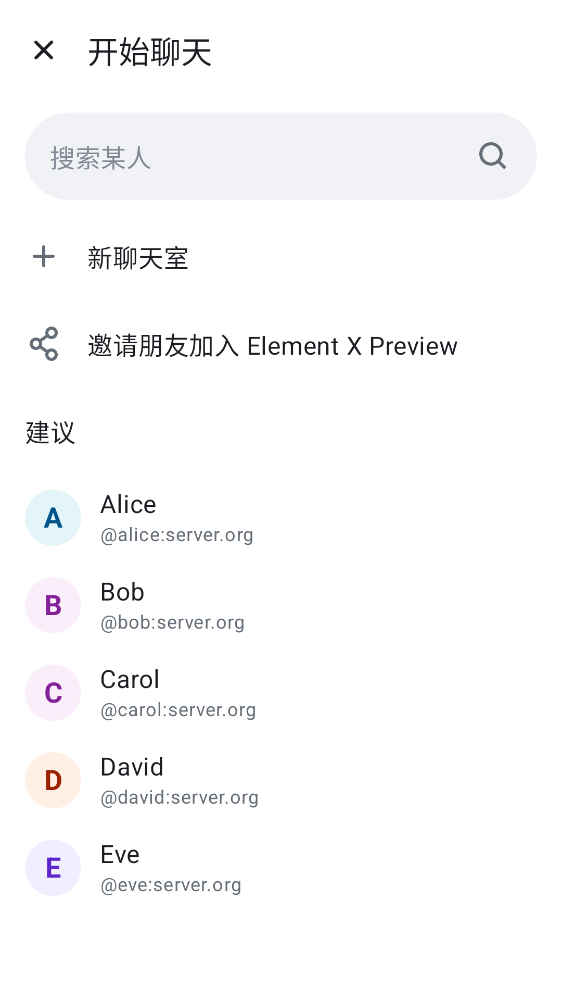 开始聊天
搜索某人
新聊天室
邀请朋友加入 Element X Preview
建议
A
Alice
@alice:server.org
B
Bob
@bob:server.org
C
Carol
@carol:server.org
D
David
@david:server.org
E
Eve
@eve:server.org